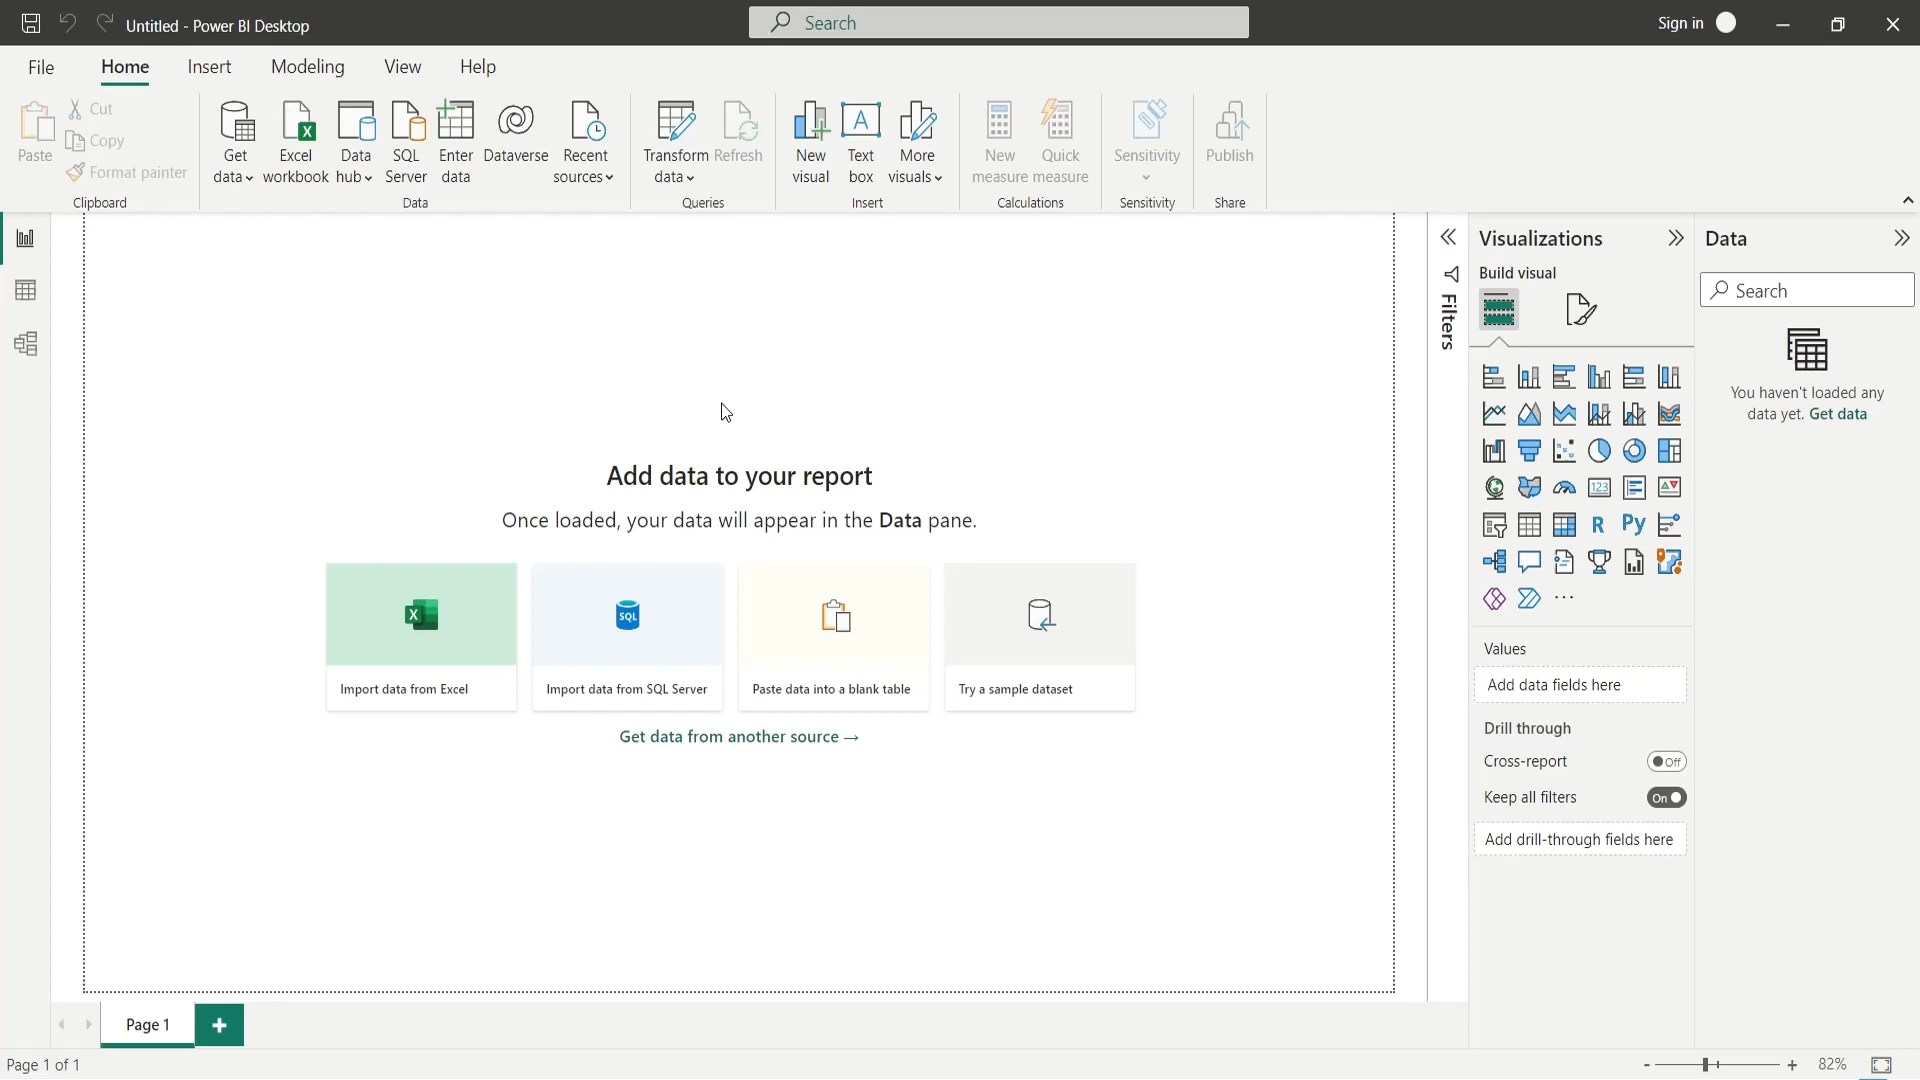 Untitled - Power BI Desktop
Search
Sign in
File
Home
Insert
Modeling
View
Help
Paste
Cut
Copy
Format painter
Clipboard
Get data
Excel workbook
Data hub
SQL Server
Enter data
Dataverse
Recent sources
Data
Transform data
Refresh
Queries
New visual
Text box
More visuals
Insert
New measure
Quick measure
Calculations
Sensitivity
Sensitivity
Publish
Share
Add data to your report
Once loaded, your data will appear in the Data pane.
X
SQL
Import data from Excel
Import data from SQL Server
Paste data into a blank table
Try a sample dataset
Get data from another source →
Filters
Visualizations
Build visual
123
R
Py
Values
Add data fields here
Drill through
Cross-report
Off
Keep all filters
On
Add drill-through fields here
Data
Search
You haven't loaded any
data yet. Get data
Page 1
Page 1 of 1
- + 82%